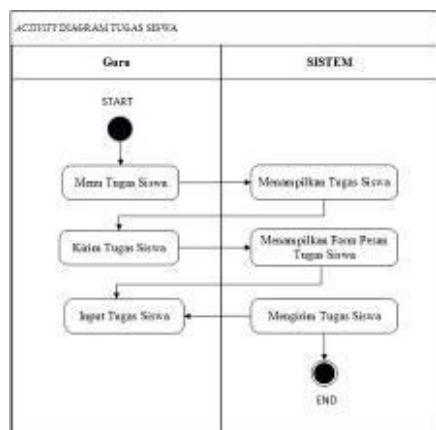 ACTIVITY DIAGRAM TUGAS SISWA
Guru
SISTEM
START
Menu Tugas Siswa
Menampilkan Tugas Siswa
Kirim Tugas Siswa
Menampilkan Form Pesan
Tugas Siswa
Input Tugas Siswa
Mengirim Tugas Siswa
END